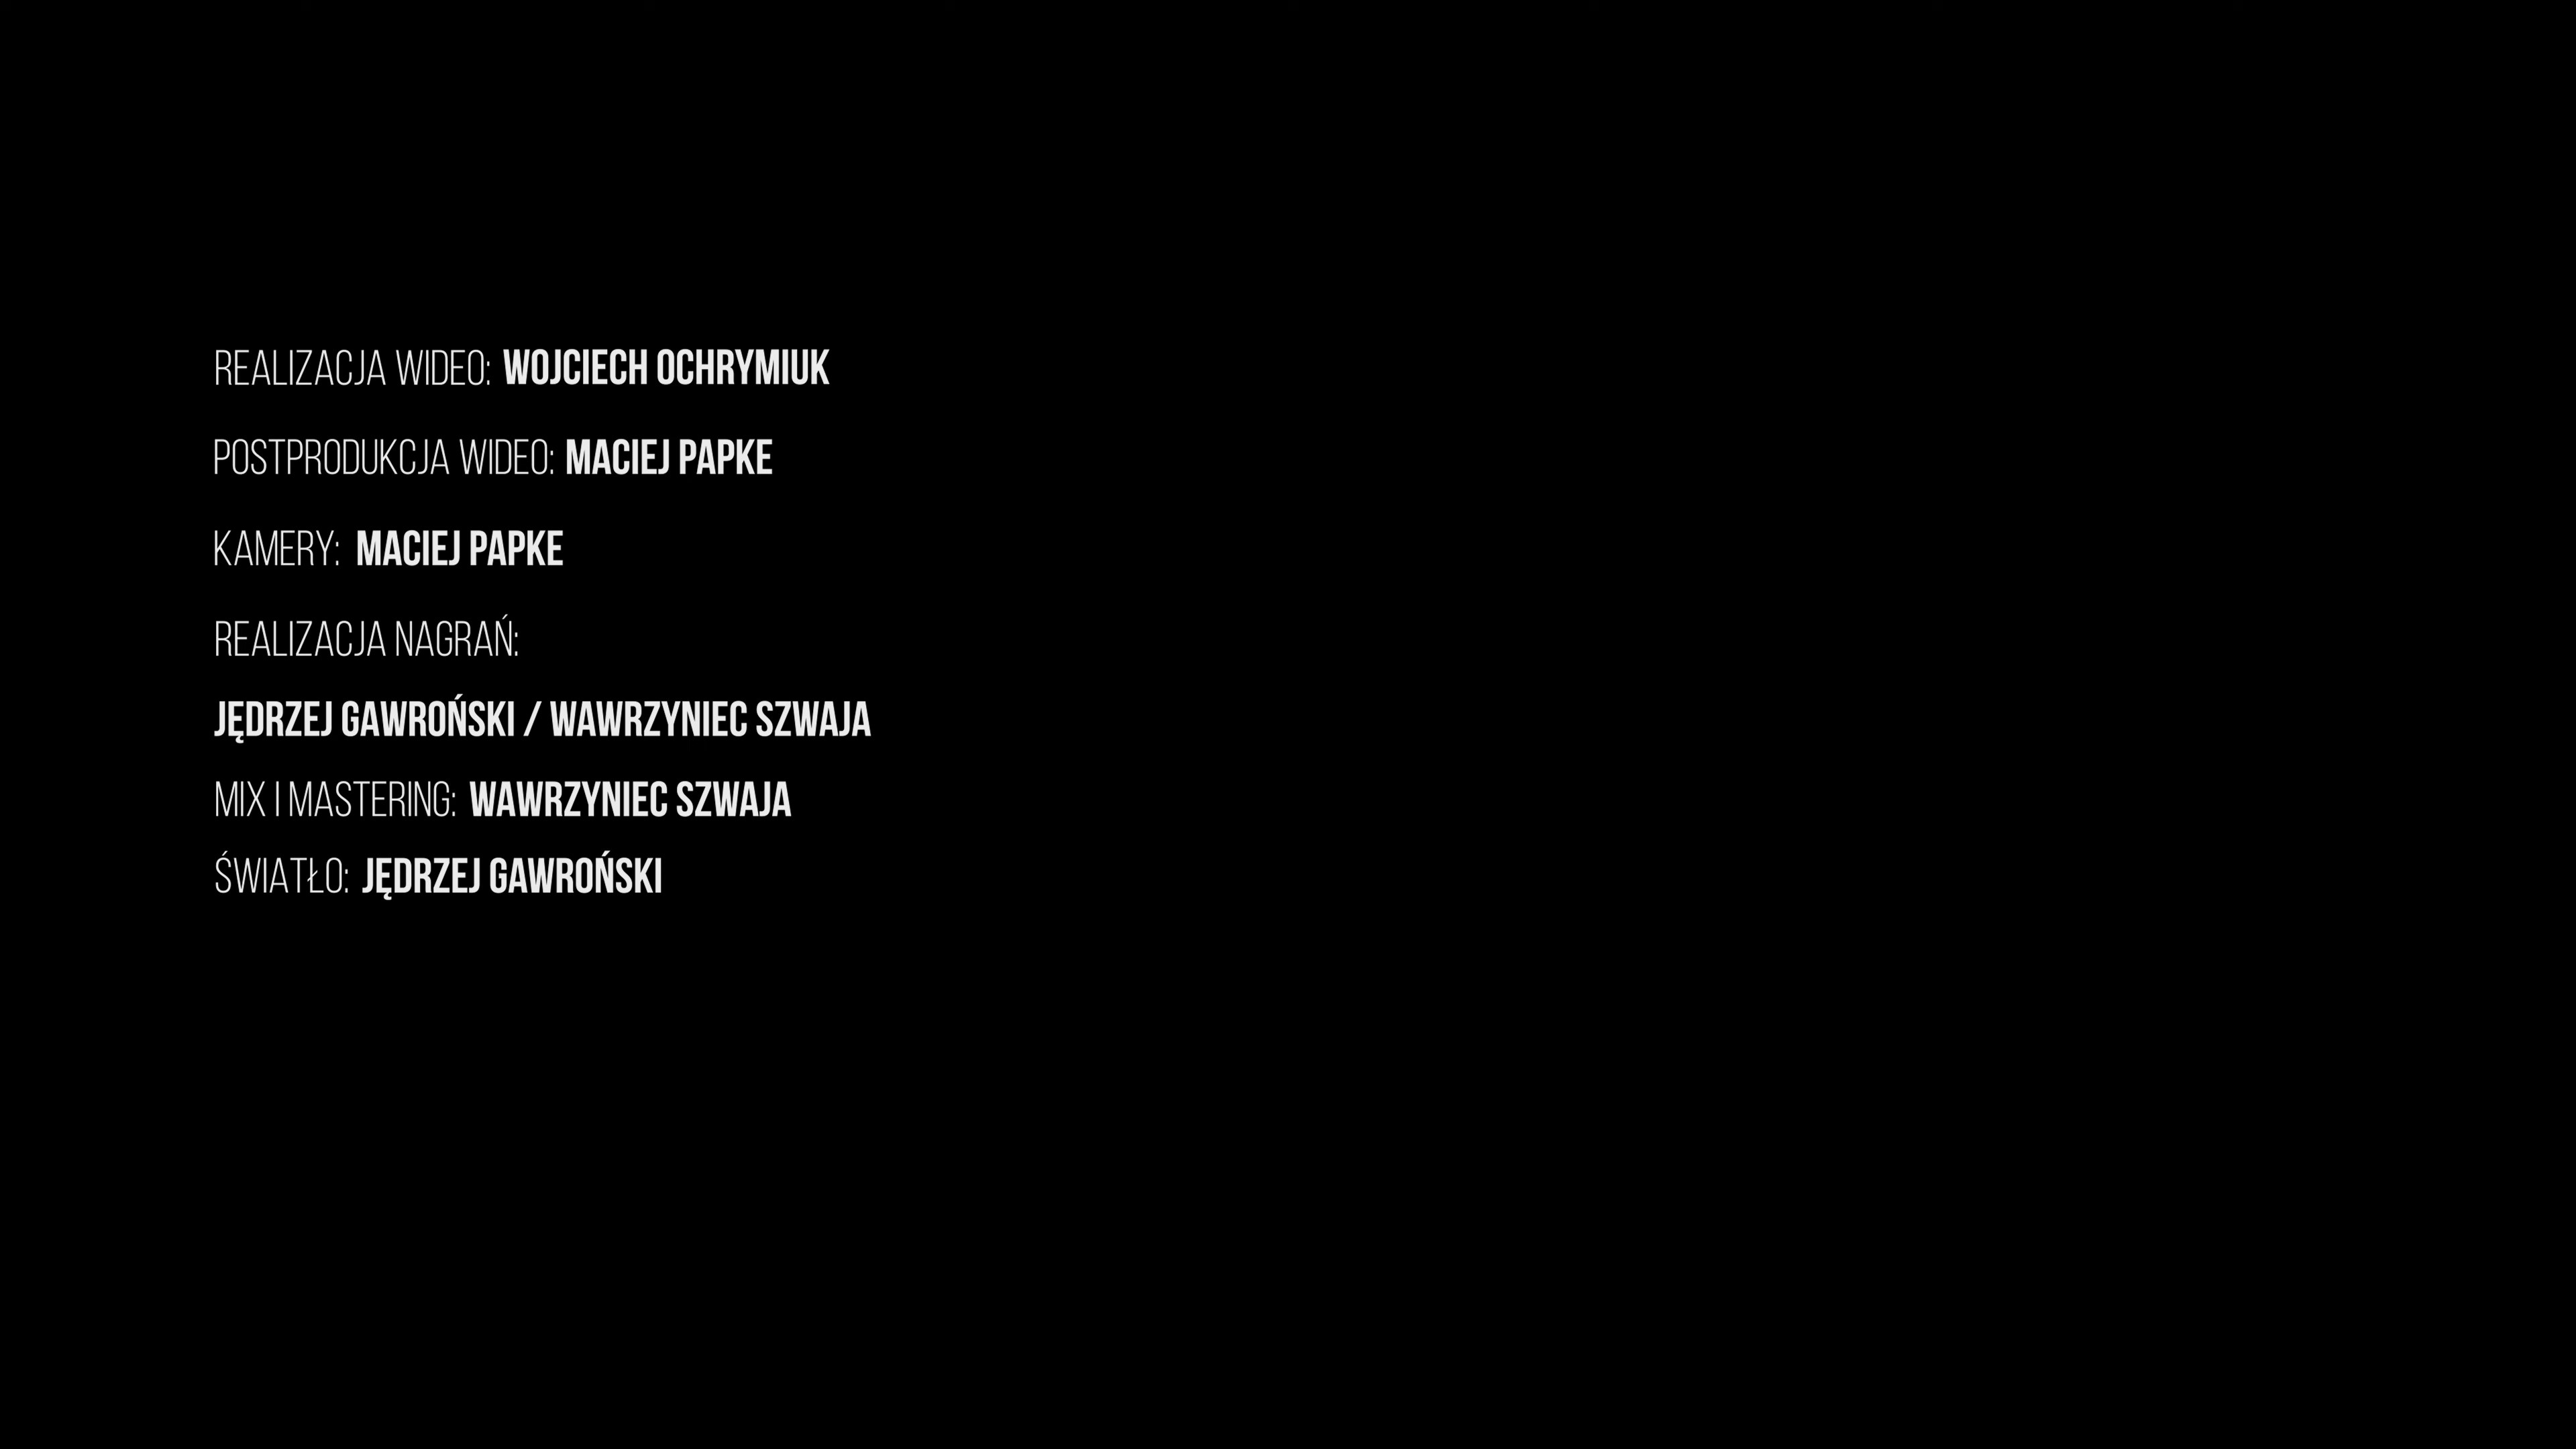 REALIZACJA WIDEO: WOJCIECH OCHRYMIUK
POSTPRODUKCJA WIDEO: MACIEJ PAPKE
KAMERY: MACIEJ PAPKE
REALIZACJA NAGRAŃ:
JĘDRZEJ GAWROŃSKI / WAWRZYNIEC SZWAJA
MIX I MASTERING: WAWRZYNIEC SZWAJA
ŚWIATŁO: JĘDRZEJ GAWROŃSKI